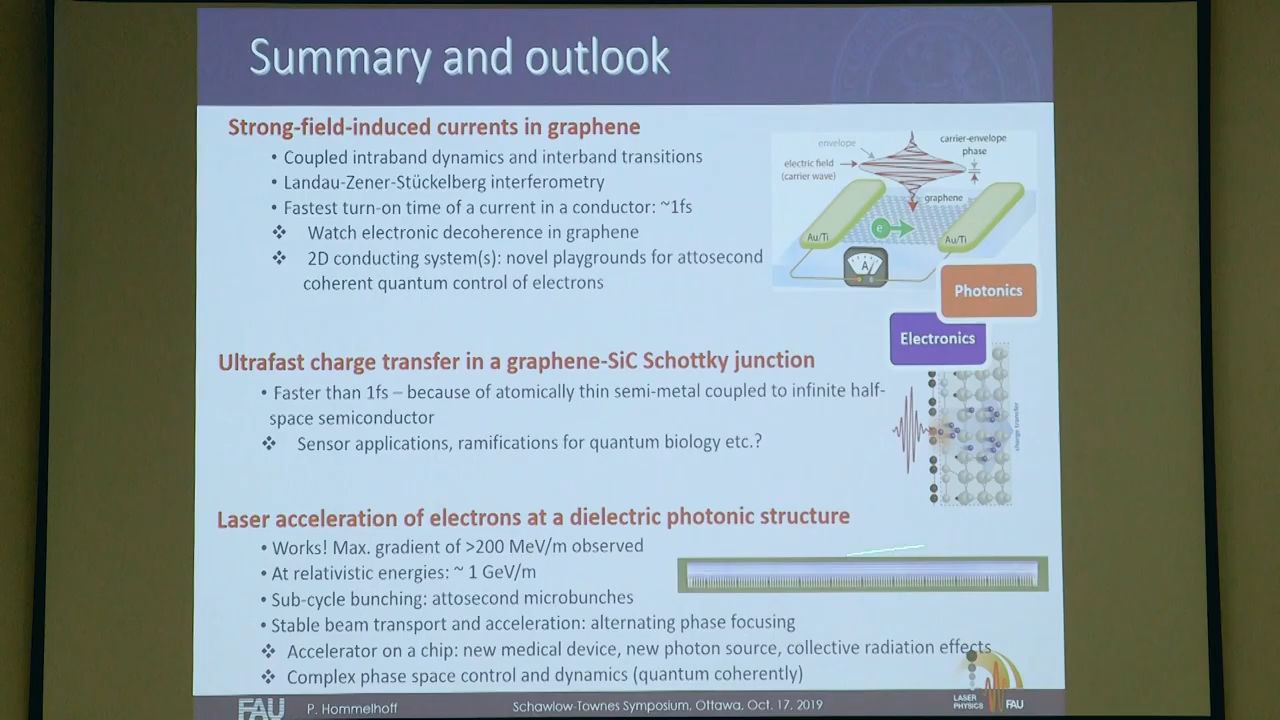 Summary and outlook
Strong-field-induced currents in graphene
• Coupled intraband dynamics and interband transitions
• Landau-Zener-Stückelberg interferometry
• Fastest turn-on time of a current in a conductor: ~1fs
❖ Watch electronic decoherence in graphene
❖ 2D conducting system(s): novel playgrounds for attosecond
coherent quantum control of electrons
envelope
carrier-envelope
phase
electric field
(carrier wave)
graphene
e
Au/Ti
Au/Ti
A
Photonics
Electronics
Ultrafast charge transfer in a graphene-SiC Schottky junction
• Faster than 1fs – because of atomically thin semi-metal coupled to infinite half-
space semiconductor
❖ Sensor applications, ramifications for quantum biology etc.?
charge transfer
Laser acceleration of electrons at a dielectric photonic structure
• Works! Max. gradient of >200 MeV/m observed
• At relativistic energies: ~ 1 GeV/m
• Sub-cycle bunching: attosecond microbunches
• Stable beam transport and acceleration: alternating phase focusing
❖ Accelerator on a chip: new medical device, new photon source, collective radiation effects
❖ Complex phase space control and dynamics (quantum coherently)
FAU
P. Hommelhoff
Schawlow-Townes Symposium, Ottawa, Oct. 17, 2019
LASER
PHYSICS
FAU